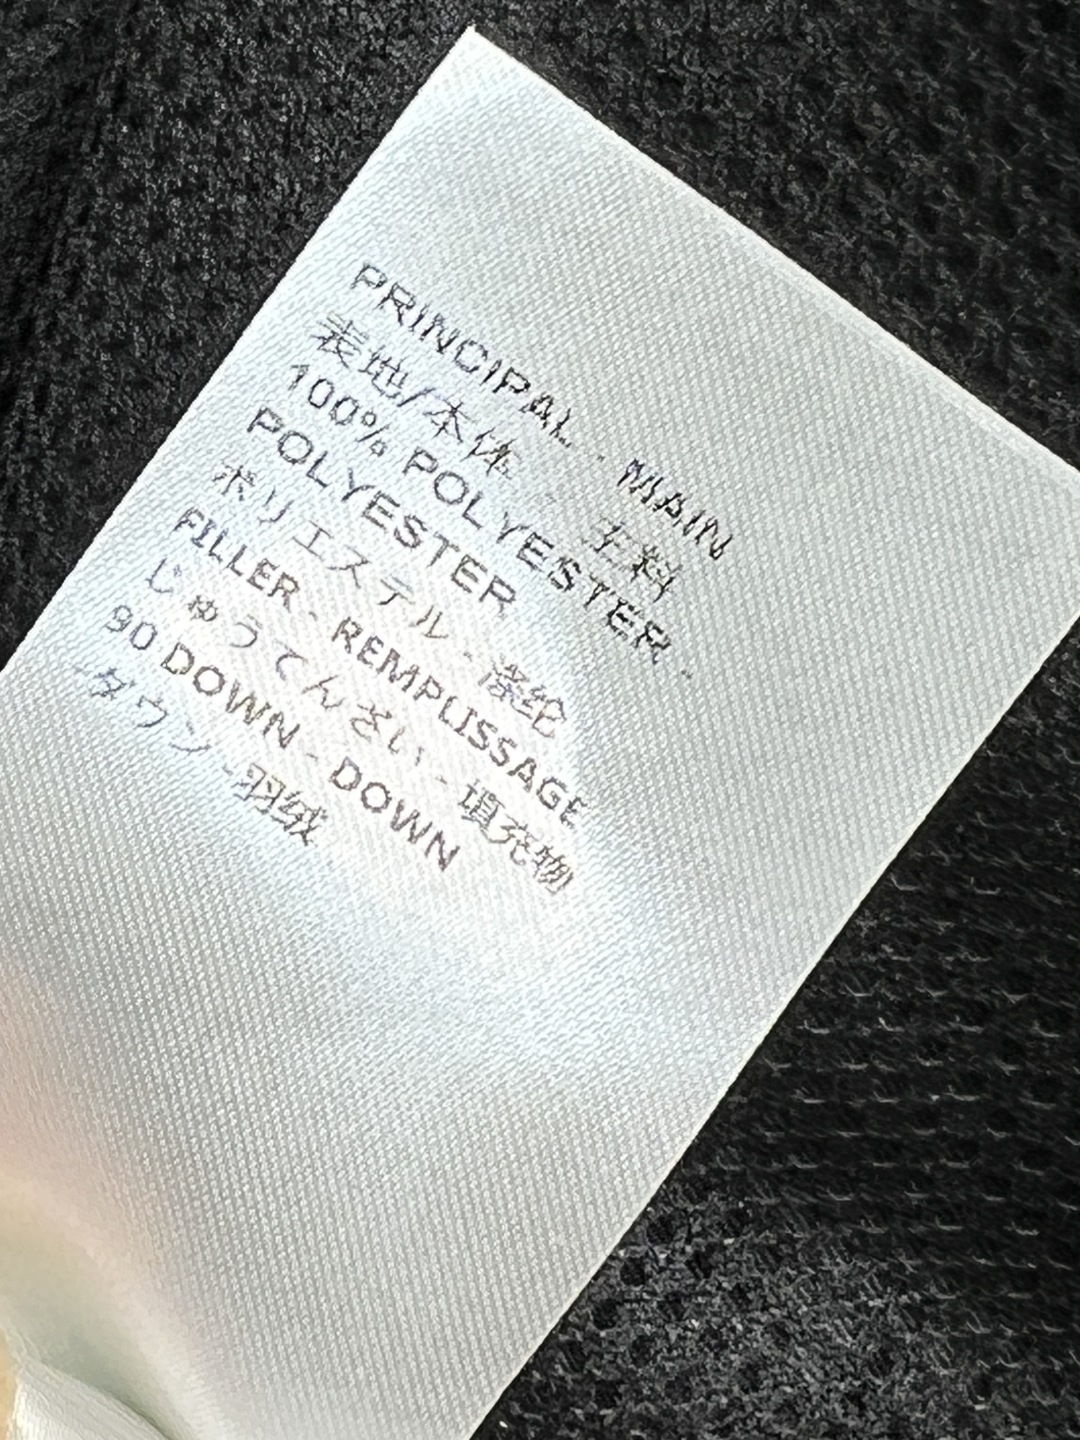 PRINCIPAL - MAIN
表地/本体 - 主料
100% POLYESTER -
POLYESTER
ポリエステル - 涤纶
FILLER - REMPLISSAGE
じゅうてんざい - 填充物
90 DOWN - DOWN
-ダウン -羽绒